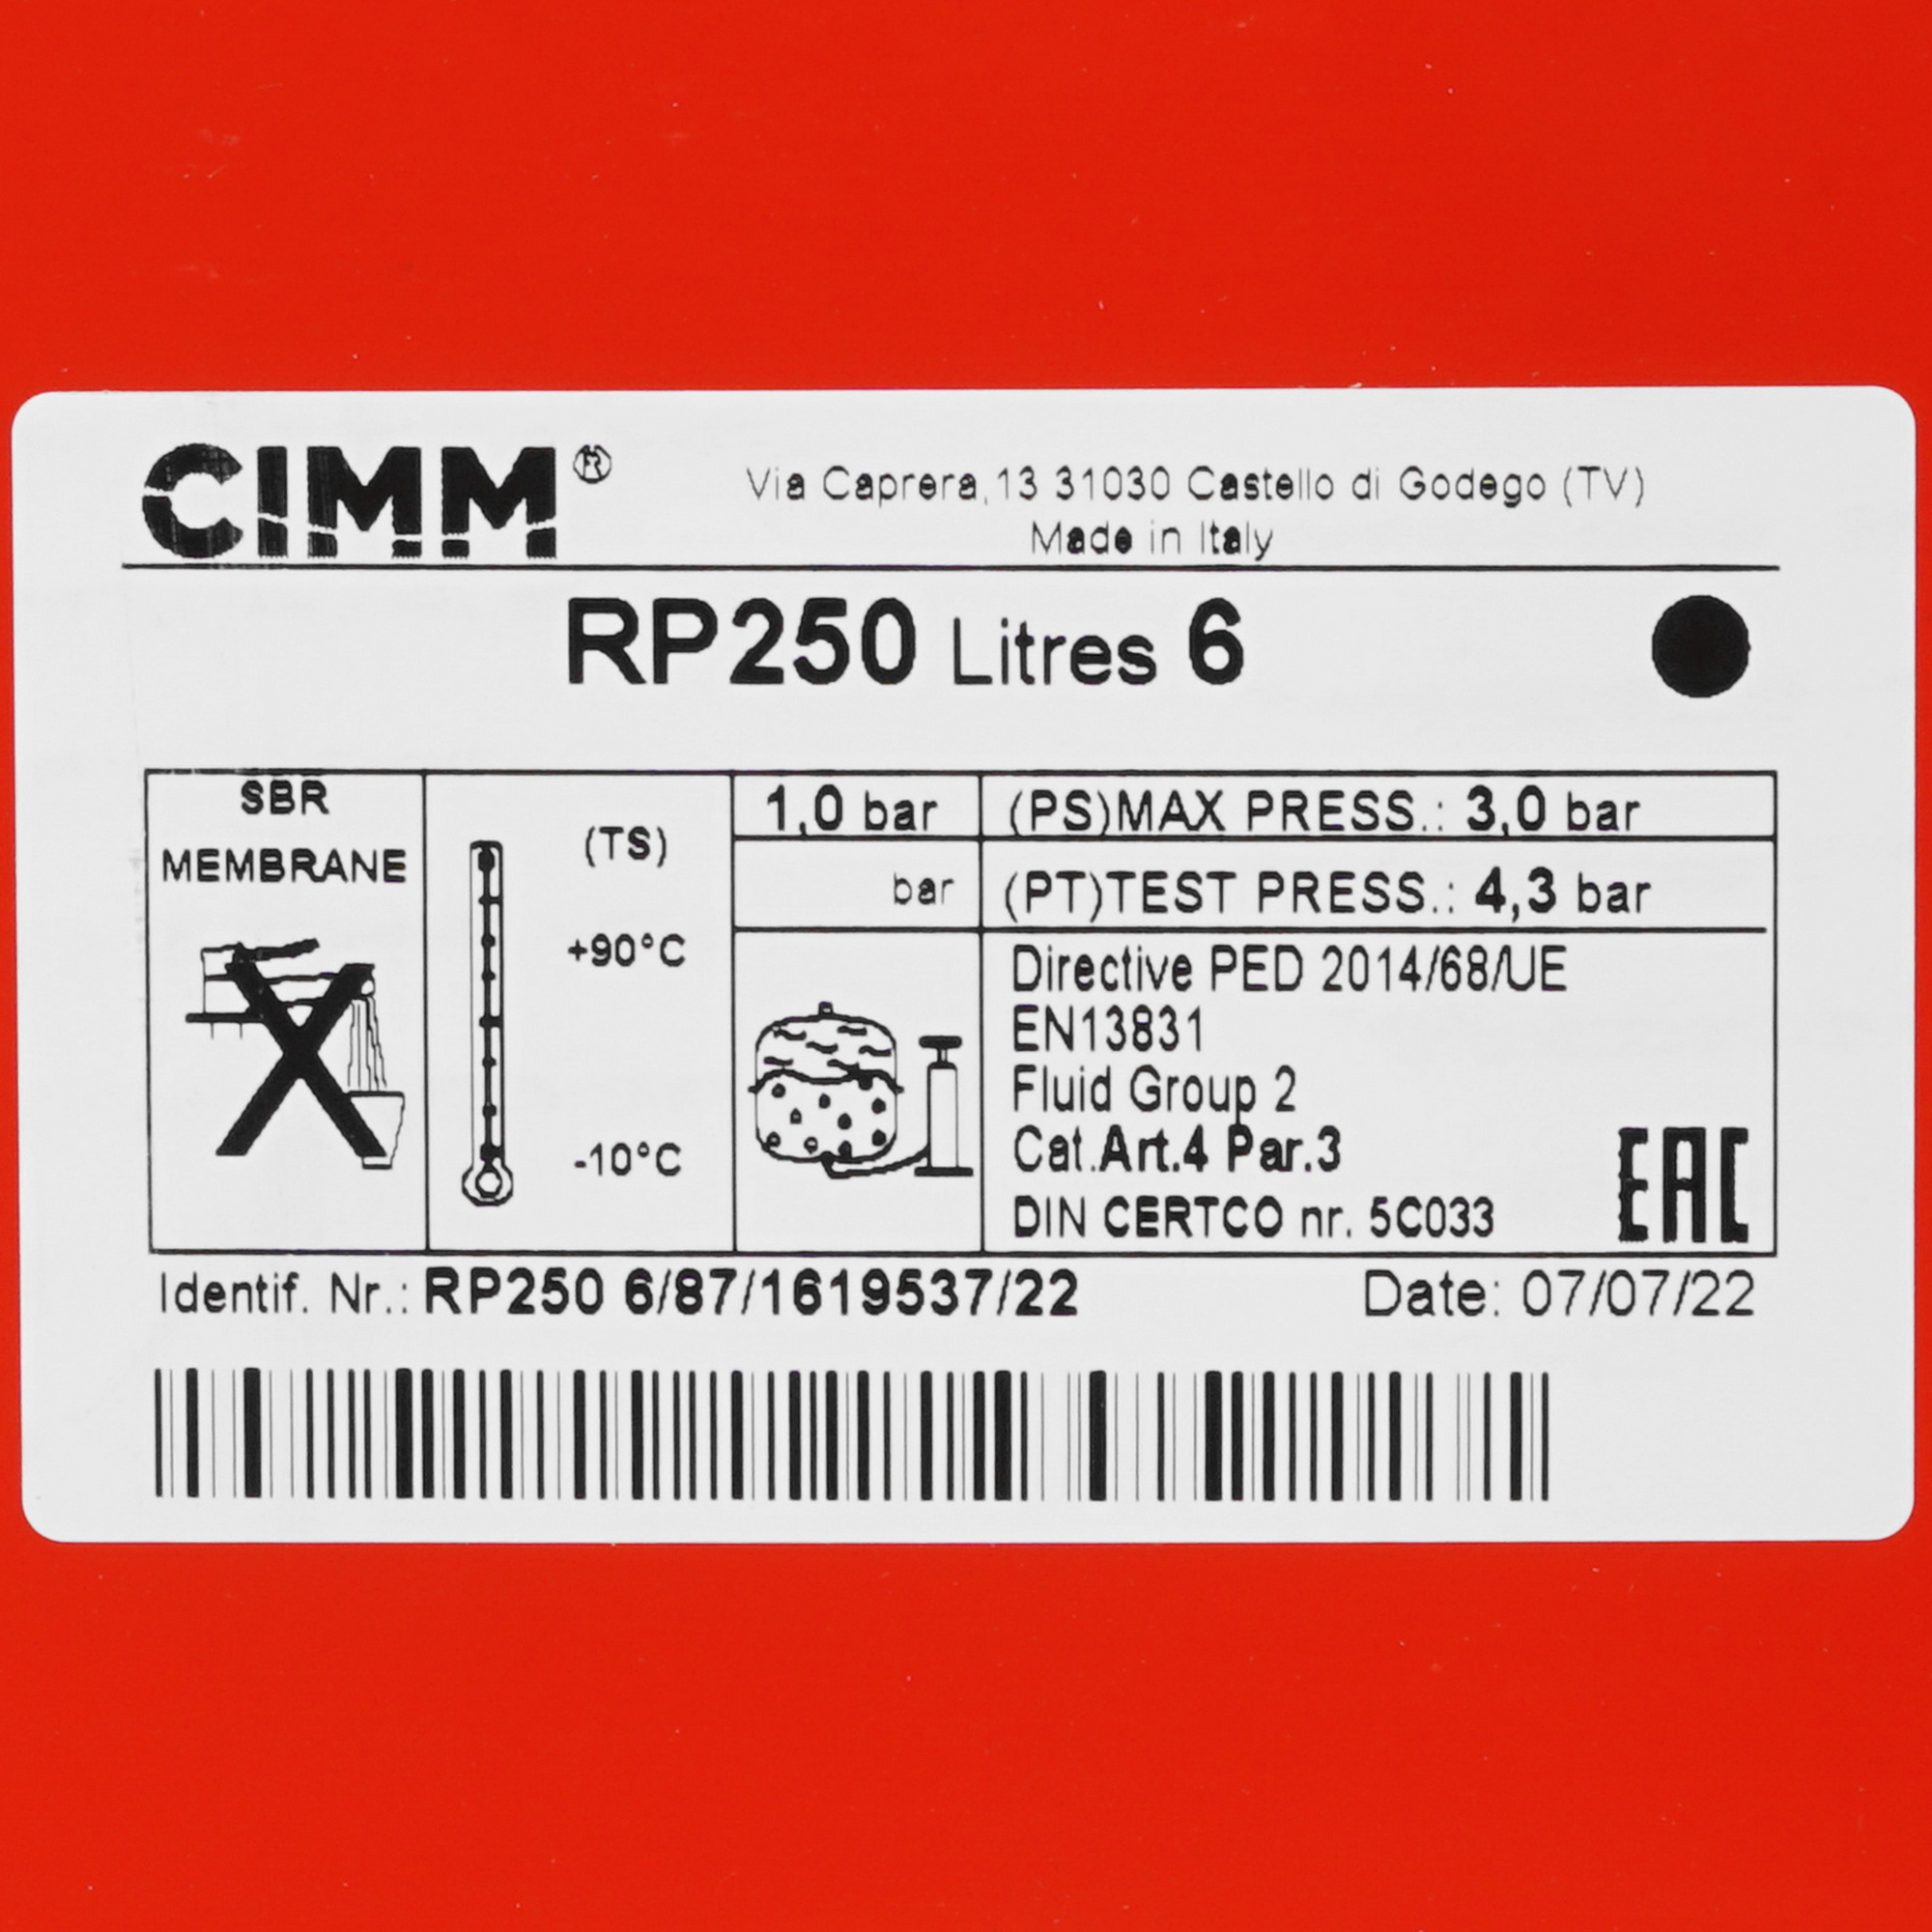 CIMM®
Via Caprera,13 31030 Castello di Godego (TV)
Made in Italy
RP250 Litres 6
SBR
MEMBRANE
(TS)
+90°C
-10°C
1,0 bar
bar
(PS)MAX PRESS.: 3,0 bar
(PT)TEST PRESS.: 4,3 bar
Directive PED 2014/68/UE
EN13831
Fluid Group 2
Cat.Art.4 Par.3
DIN CERTCO nr. 5C033
EAC
Identif. Nr.: RP250 6/87/1619537/22
Date: 07/07/22